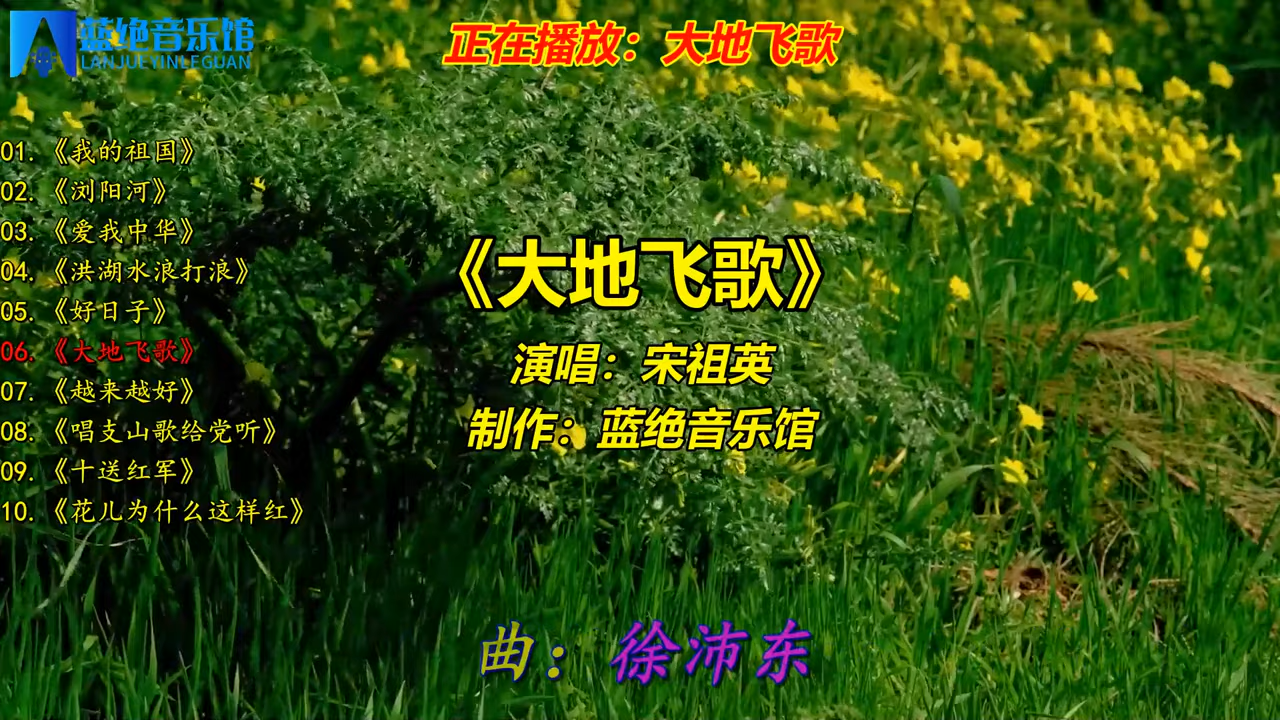 蓝绝音乐馆
LANJUEYINLEGUAN
正在播放：大地飞歌
01.《我的祖国》
02.《浏阳河》
03.《爱我中华》
04.《洪湖水浪打浪》
05.《好日子》
06.《大地飞歌》
07.《越来越好》
08.《唱支山歌给党听》
09.《十送红军》
10.《花儿为什么这样红》
《大地飞歌》
演唱：宋祖英
制作：蓝绝音乐馆
曲：徐沛东